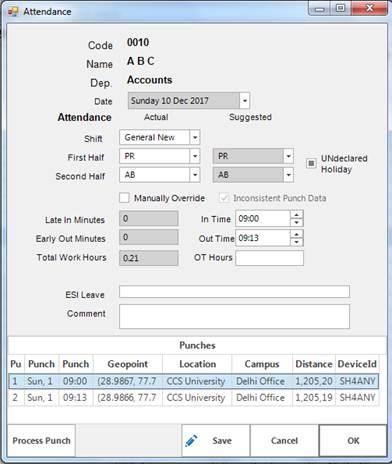 Attendance
Code 0010
Name A B C
Dep. Accounts
Date Sunday 10 Dec 2017
Attendance Actual Suggested
Shift General New
First Half PR PR UNdeclared Holiday
Second Half AB AB
Manually Override Inconsistent Punch Data
Late In Minutes 0 In Time 09:00
Early Out Minutes 0 Out Time 09:13
Total Work Hours 0.21 OT Hours
ESI Leave
Comment
Punches
Pu Punch Punch Geopoint Location Campus Distance DeviceId
1 Sun, 1 09:00 (28.9867, 77.7 CCS University Delhi Office 1,205,20 SH4ANY
2 Sun, 1 09:13 (28.9866, 77.7 CCS University Delhi Office 1,205,19 SH4ANY
Process Punch Save Cancel OK